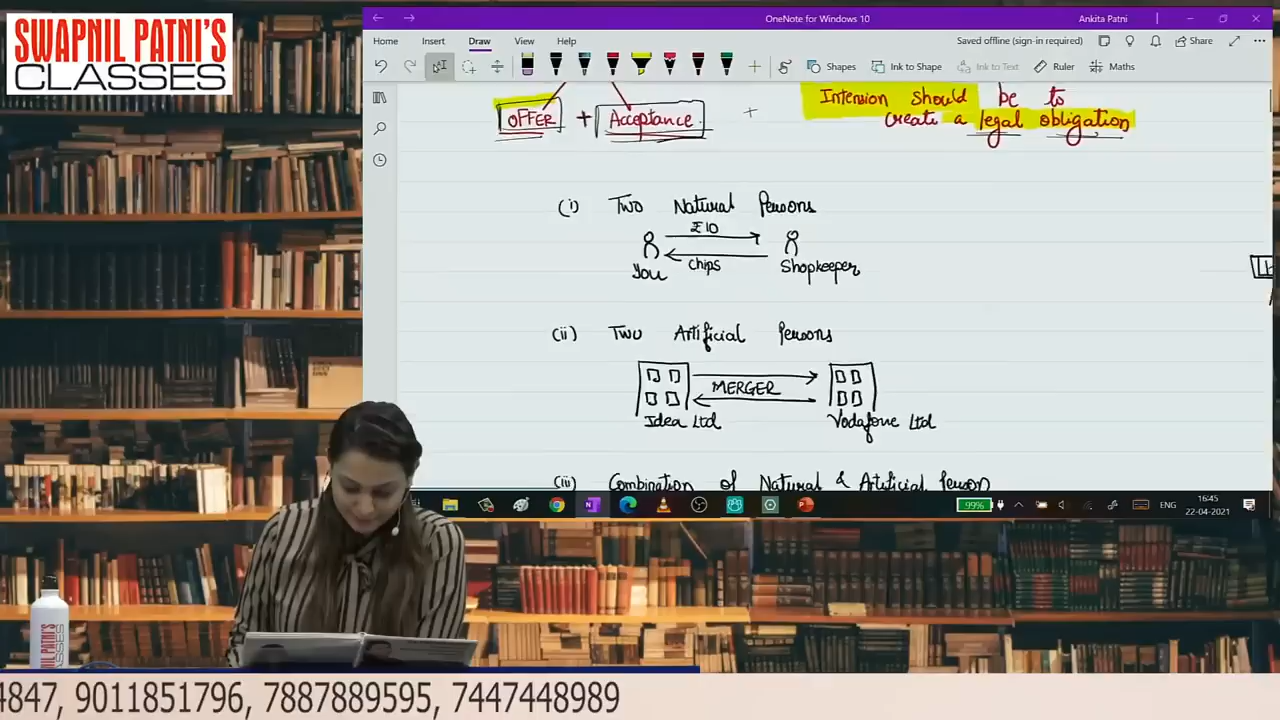 SWAPNIL PATNI'S
CLASSES
OneNote for Windows 10
Ankita Patni
Home Insert Draw View Help
Saved offline (sign-in required)
Share
Shapes
Ink to Shape
Ink to Text
Ruler
Maths
OFFER + Acceptance +
Intension should be to
create a legal obligation
(i) Two Natural Persons
₹10
chips
You
Shopkeeper
(ii) Two Artificial Persons
MERGER
Idea Ltd
Vodafone Ltd
(iii) Combination of Natural & Artificial Person
99%
ENG
16:45
22-04-2021
SWAPNIL PATNI'S
CLASSES
4847, 9011851796, 7887889595, 7447448989